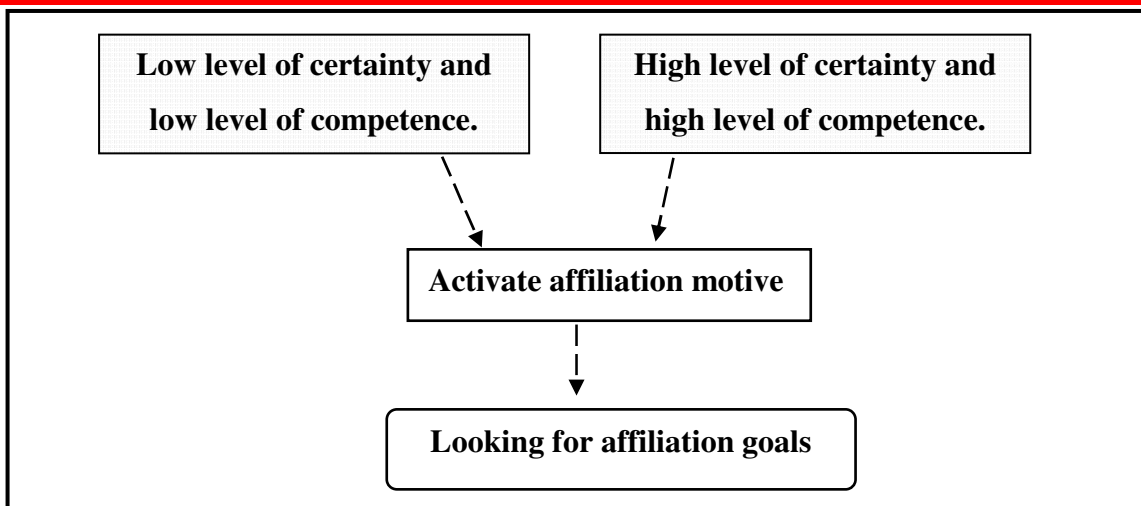 Low level of certainty and
low level of competence.
High level of certainty and
high level of competence.
Activate affiliation motive
Looking for affiliation goals